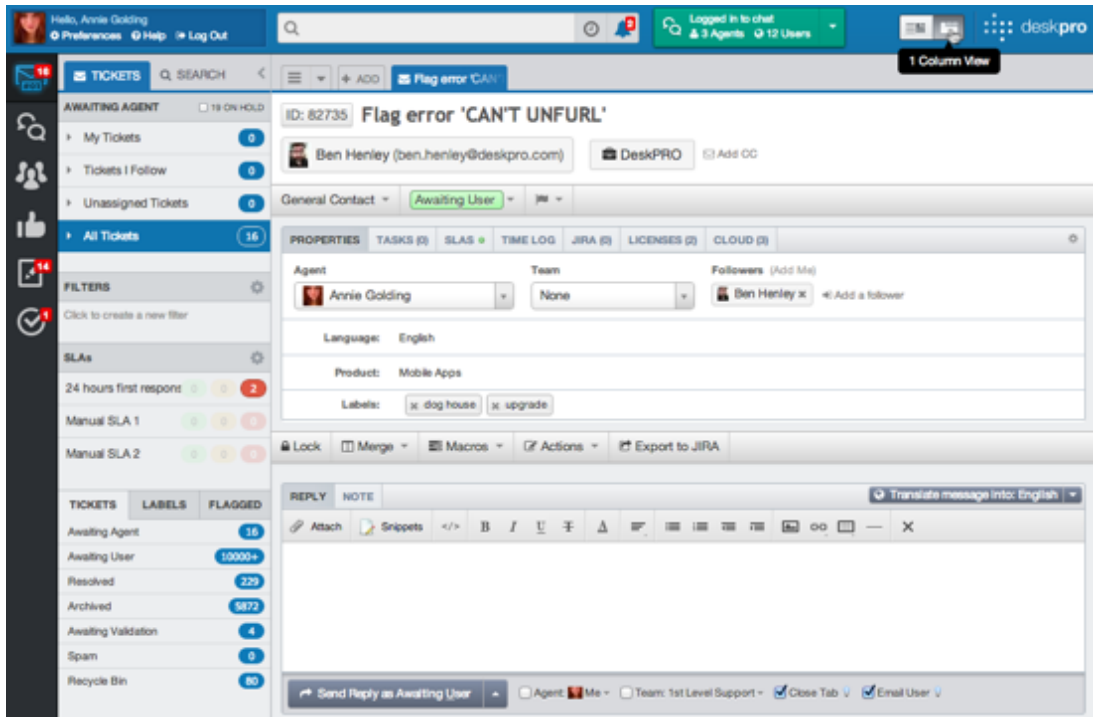 Hello, Annie Golding
Preferences Help Log Out
Logged in to chat
3 Agents 12 Users
deskpro
1 Column View
18
TICKETS SEARCH
+ ADD Flag error 'CAN'
AWAITING AGENT 19 ON HOLD
My Tickets 0
Tickets I Follow 0
Unassigned Tickets 0
All Tickets 16
14
FILTERS
Click to create a new filter
1
SLAs
24 hours first respons 0 0 2
Manual SLA 1 0 0 0
Manual SLA 2 0 0 0
TICKETS LABELS FLAGGED
Awaiting Agent 16
Awaiting User 10000+
Resolved 229
Archived 5872
Awaiting Validation 4
Spam 0
Recycle Bin 80
ID: 82735 Flag error 'CAN'T UNFURL'
Ben Henley (ben.henley@deskpro.com) DeskPRO Add CC
General Contact Awaiting User
PROPERTIES TASKS (0) SLAS TIME LOG JIRA (0) LICENSES (2) CLOUD (3)
Agent Team Followers (Add Me)
Annie Golding None Ben Henley x Add a follower
Language: English
Product: Mobile Apps
Labels: x dog house x upgrade
Lock Merge Macros Actions Export to JIRA
REPLY NOTE Translate message into: English
Attach Snippets </> B I U T A
Send Reply as Awaiting User Agent: Me Team: 1st Level Support Close Tab Email User